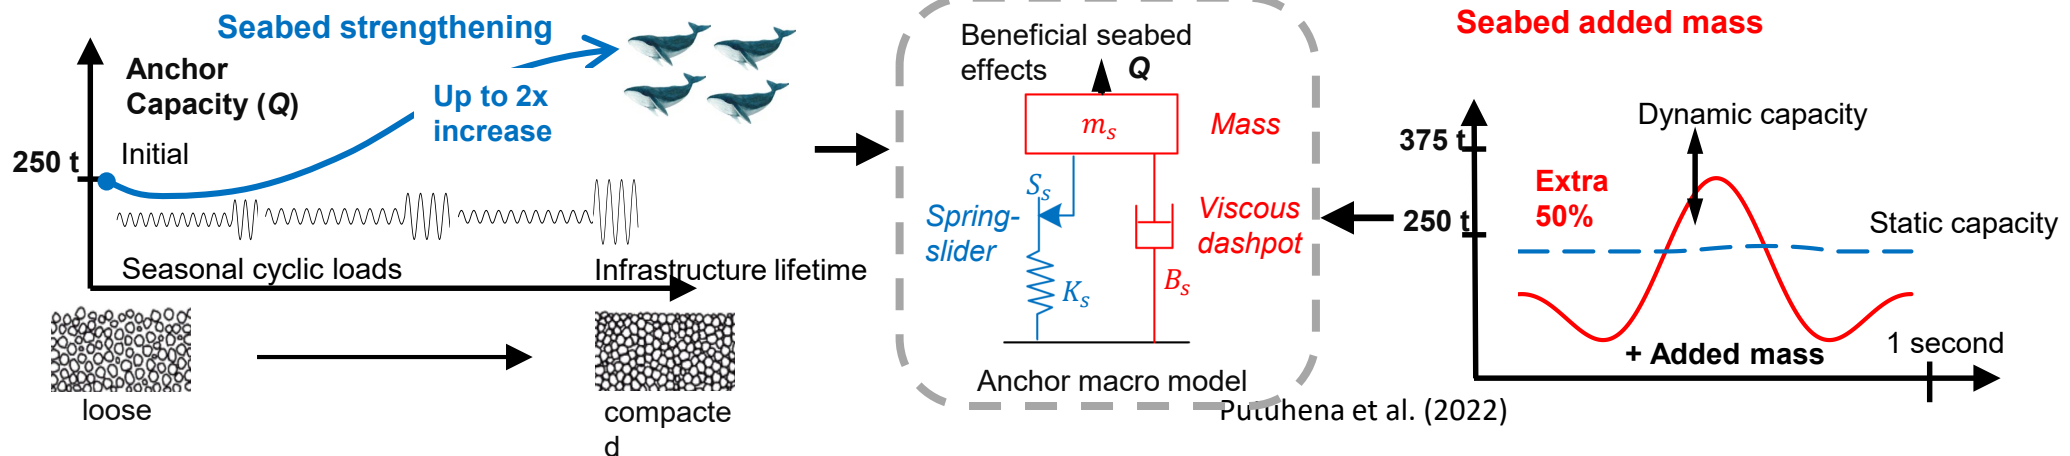 Seabed strengthening
Anchor
Capacity (Q)
Up to 2x
increase
250 t
Initial
Seasonal cyclic loads
Infrastructure lifetime
loose
compacte
d
Beneficial seabed
effects
Q
m_s
Mass
S_s
Spring-
slider
Viscous
dashpot
K_s
B_s
Anchor macro model
Putuhena et al. (2022)
Seabed added mass
Dynamic capacity
375 t
Extra
50%
250 t
Static capacity
+ Added mass
1 second